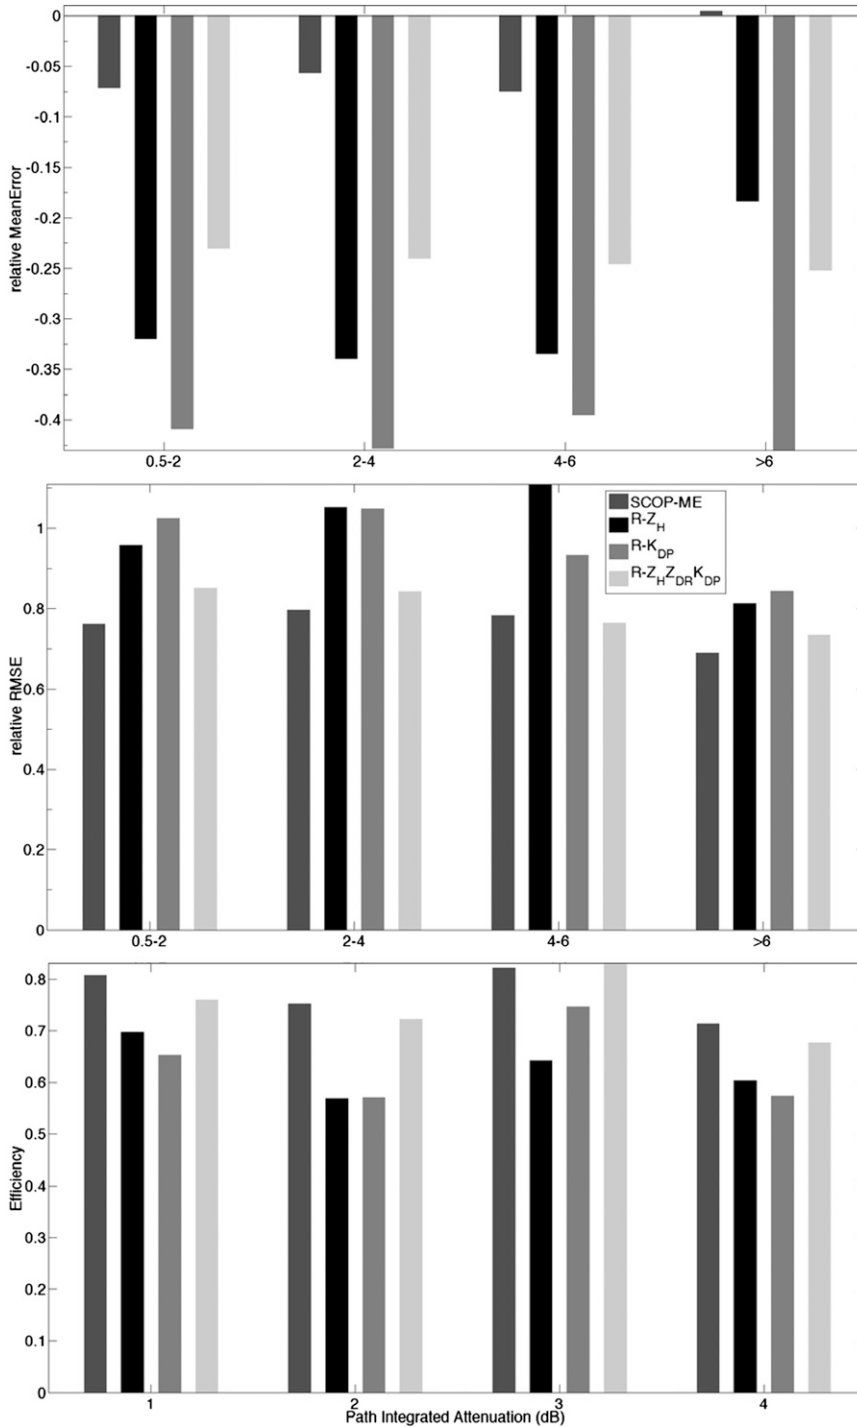 0
-0.05
-0.1
-0.15
-0.2
-0.25
-0.3
-0.35
-0.4
relative MeanError
0.5-2 2-4 4-6 >6
1
0.8
0.6
0.4
0.2
0
relative RMSE
SCOP-ME
R-Z_H
R-K_DP
R-Z_HZ_DRK_DP
0.5-2 2-4 4-6 >6
0.8
0.7
0.6
0.5
0.4
0.3
0.2
0.1
0
Efficiency
1 2 3 4
Path Integrated Attenuation (dB)